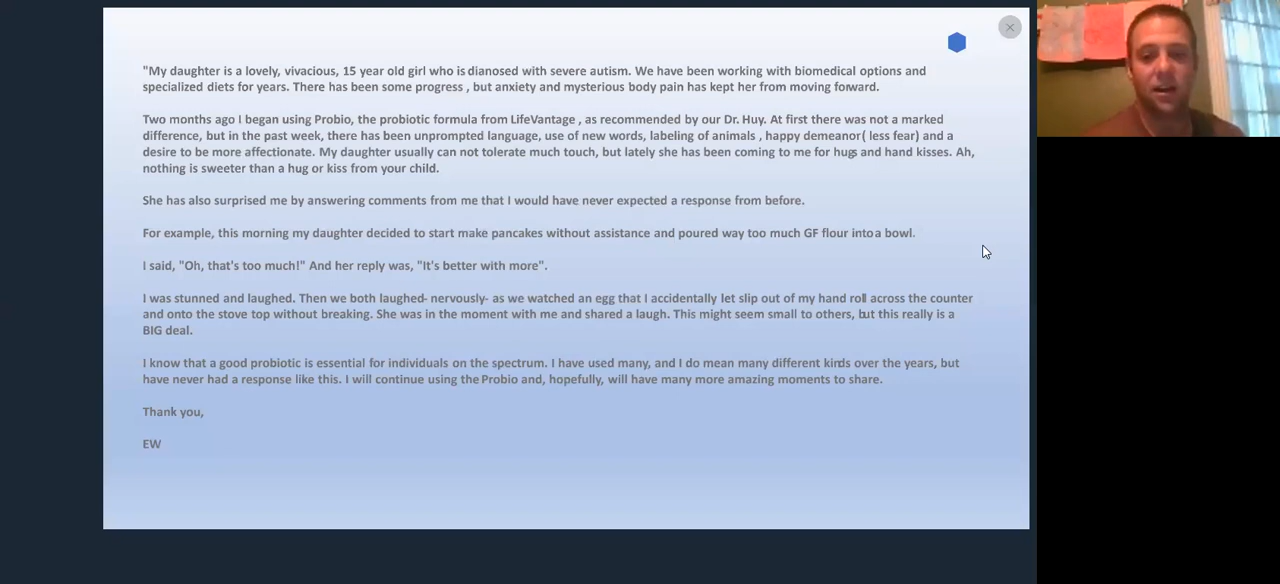 "My daughter is a lovely, vivacious, 15 year old girl who is dianosed with severe autism. We have been working with biomedical options and
specialized diets for years. There has been some progress , but anxiety and mysterious body pain has kept her from moving forward.
Two months ago I began using Probio, the probiotic formula from LifeVantage , as recommended by our Dr. Huy. At first there was not a marked
difference, but in the past week, there has been unprompted language, use of new words, labeling of animals , happy demeanor( less fear) and a
desire to be more affectionate. My daughter usually can not tolerate much touch, but lately she has been coming to me for hugs and hand kisses. Ah,
nothing is sweeter than a hug or kiss from your child.
She has also surprised me by answering comments from me that I would have never expected a response from before.
For example, this morning my daughter decided to start make pancakes without assistance and poured way too much GF flour into a bowl.
I said, "Oh, that's too much!" And her reply was, "It's better with more".
I was stunned and laughed. Then we both laughed- nervously- as we watched an egg that I accidentally let slip out of my hand roll across the counter
and onto the stove top without breaking. She was in the moment with me and shared a laugh. This might seem small to others, but this really is a
BIG deal.
I know that a good probiotic is essential for individuals on the spectrum. I have used many, and I do mean many different kinds over the years, but
have never had a response like this. I will continue using the Probio and, hopefully, will have many more amazing moments to share.
Thank you,
EW